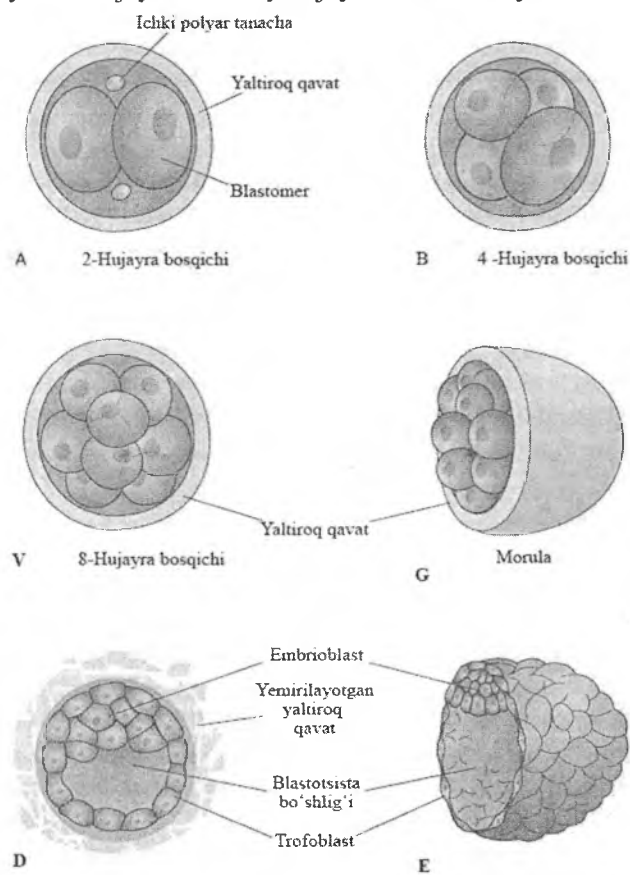 Ichki polyar tanacha
Yaltiroq qavat
Blastomer
A 2-Hujayra bosqichi
B 4 -Hujayra bosqichi
Yaltiroq qavat
V 8-Hujayra bosqichi
G Morula
Embrioblast
Yemirilayotgan
yaltiroq
qavat
Blastotsista
bo‘shlig‘i
Trofoblast
D
E